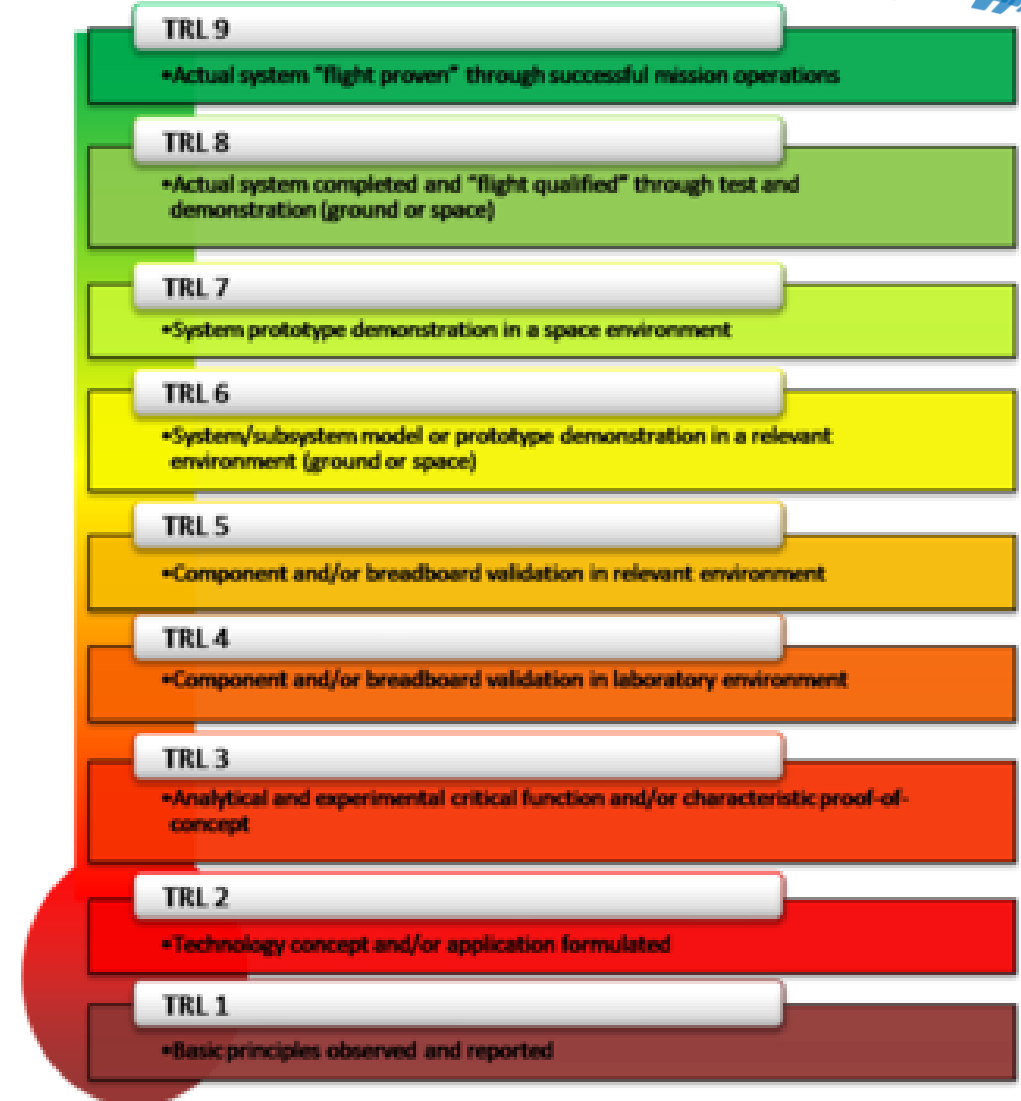 TRL 9
•Actual system “flight proven” through successful mission operations
TRL 8
•Actual system completed and “flight qualified” through test and
demonstration (ground or space)
TRL 7
•System prototype demonstration in a space environment
TRL 6
•System/subsystem model or prototype demonstration in a relevant
environment (ground or space)
TRL 5
•Component and/or breadboard validation in relevant environment
TRL 4
•Component and/or breadboard validation in laboratory environment
TRL 3
•Analytical and experimental critical function and/or characteristic proof-of-
concept
TRL 2
•Technology concept and/or application formulated
TRL 1
•Basic principles observed and reported